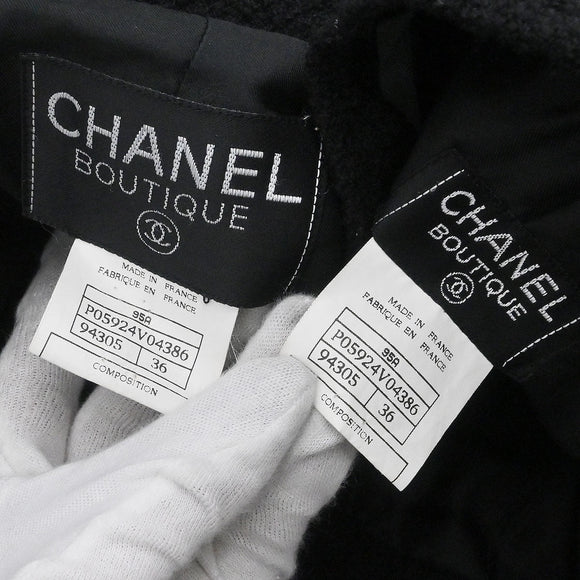 CHANEL
BOUTIQUE
MADE IN FRANCE
FABRIQUE EN FRANCE
95A
P05924V04386
94305 36
COMPOSITION
CHANEL
BOUTIQUE
MADE IN FRANCE
FABRIQUE EN FRANCE
95A
P05924V04386
94305 36
COMPOSITION